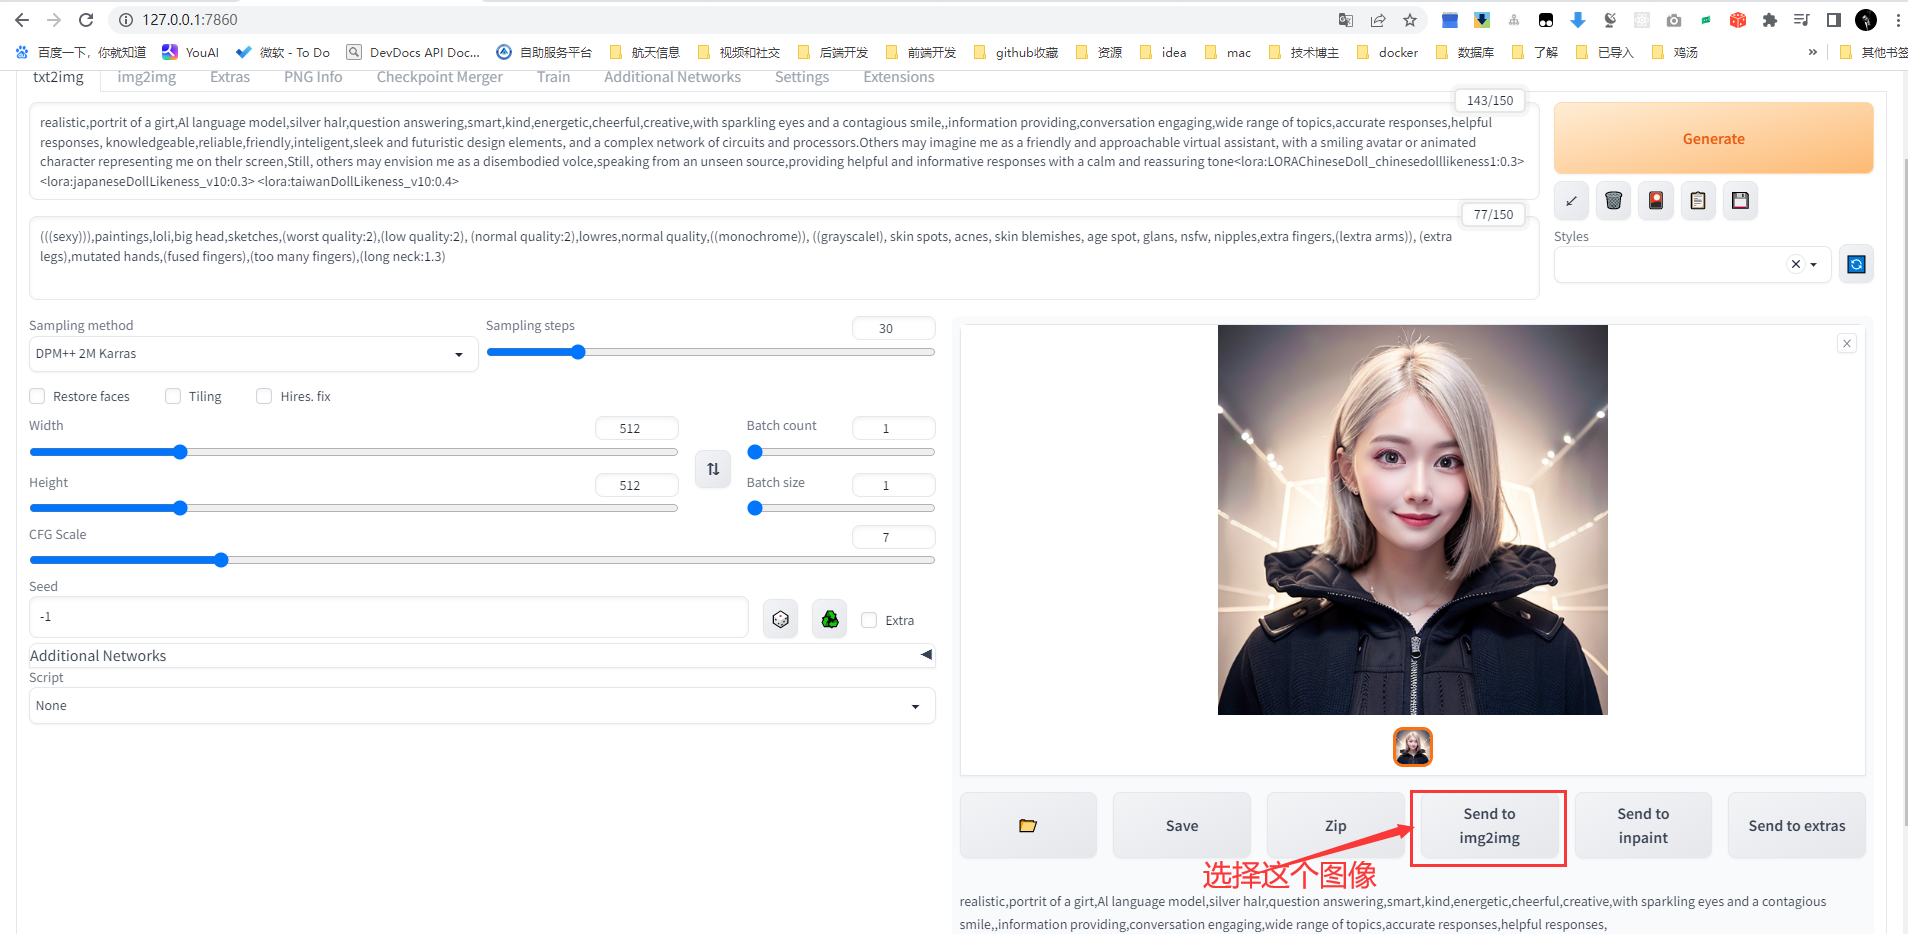 127.0.0.1:7860
百度一下，你就知道 YouAI 微软 - To Do DevDocs API Doc... 自助服务平台 航天信息 视频和社交 后端开发 前端开发 github收藏 资源 idea mac 技术博主 docker 数据库 了解 已导入 鸡汤 » 其他书签
txt2img img2img Extras PNG Info Checkpoint Merger Train Additional Networks Settings Extensions
143/150
realistic,portrit of a girt,Al language model,silver halr,question answering,smart,kind,energetic,cheerful,creative,with sparkling eyes and a contagious smile,,information providing,conversation engaging,wide range of topics,accurate responses,helpful
responses, knowledgeable,reliable,friendly,inteligent,sleek and futuristic design elements, and a complex network of circuits and processors.Others may imagine me as a friendly and approachable virtual assistant, with a smiling avatar or animated
character representing me on thelr screen,Still, others may envision me as a disembodied volce,speaking from an unseen source,providing helpful and informative responses with a calm and reassuring tone<lora:LORAChineseDoll_chinesedolllikeness1:0.3>
<lora:japaneseDollLikeness_v10:0.3> <lora:taiwanDollLikeness_v10:0.4>
Generate
77/150
(((sexy))),paintings,loli,big head,sketches,(worst quality:2),(low quality:2), (normal quality:2),lowres,normal quality,((monochrome)), ((grayscalel), skin spots, acnes, skin blemishes, age spot, glans, nsfw, nipples,extra fingers,(lextra arms)), (extra
legs),mutated hands,(fused fingers),(too many fingers),(long neck:1.3)
Styles
Sampling method
DPM++ 2M Karras
Sampling steps 30
Restore faces Tiling Hires. fix
Width 512
Batch count 1
Height 512
Batch size 1
CFG Scale 7
Seed
-1
Extra
Additional Networks
Script
None
Save
Zip
Send to
img2img
Send to
inpaint
Send to extras
选择这个图像
realistic,portrit of a girt,Al language model,silver halr,question answering,smart,kind,energetic,cheerful,creative,with sparkling eyes and a contagious
smile,,information providing,conversation engaging,wide range of topics,accurate responses,helpful responses,